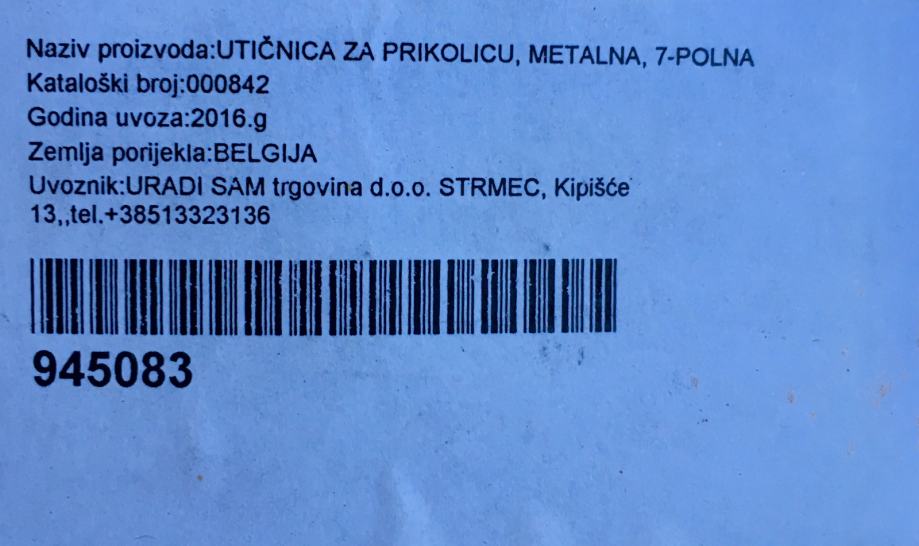 Naziv proizvoda:UTIČNICA ZA PRIKOLICU, METALNA, 7-POLNA
Kataloški broj:000842
Godina uvoza:2016.g
Zemlja porijekla:BELGIJA
Uvoznik:URADI SAM trgovina d.o.o. STRMEC, Kipišće
13,,tel.+38513323136
945083